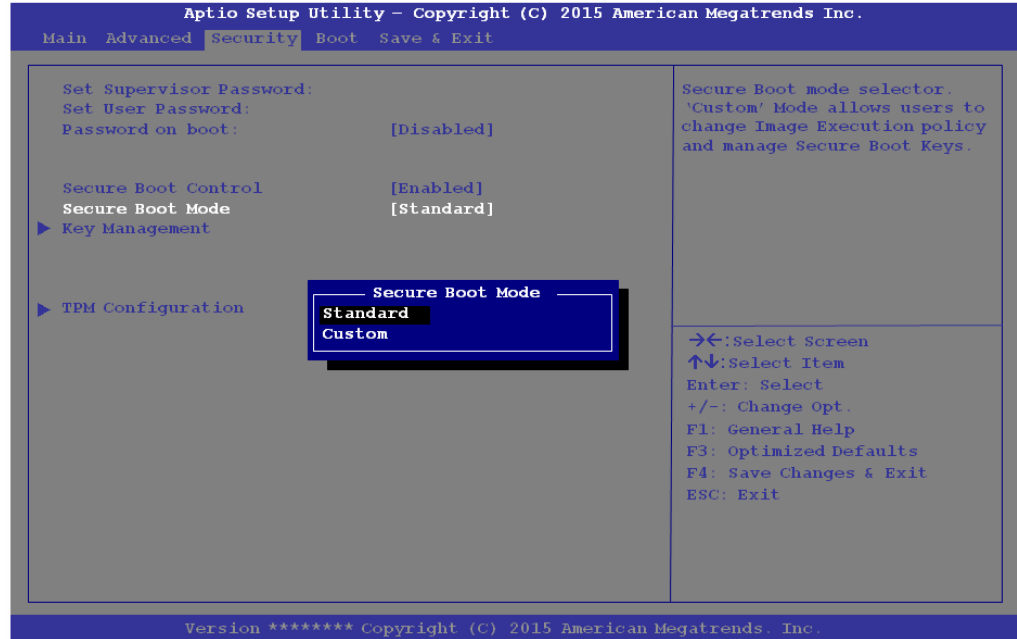 Aptio Setup Utility – Copyright (C) 2015 American Megatrends Inc.
Main Advanced Security Boot Save & Exit
Set Supervisor Password:
Set User Password:
Password on boot: [Disabled]
Secure Boot Control [Enabled]
Secure Boot Mode [Standard]
Key Management
TPM Configuration
Secure Boot Mode
Standard
Custom
Secure Boot mode selector.
‘Custom’ Mode allows users to
change Image Execution policy
and manage Secure Boot Keys.
→←:Select Screen
↑↓:Select Item
Enter: Select
+/-: Change Opt.
F1: General Help
F3: Optimized Defaults
F4: Save Changes & Exit
ESC: Exit
Version ******** Copyright (C) 2015 American Megatrends. Inc.